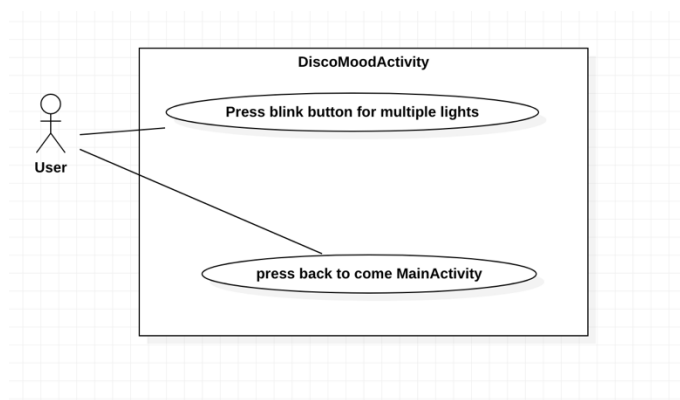 DiscoMoodActivity
Press blink button for multiple lights
User
press back to come MainActivity